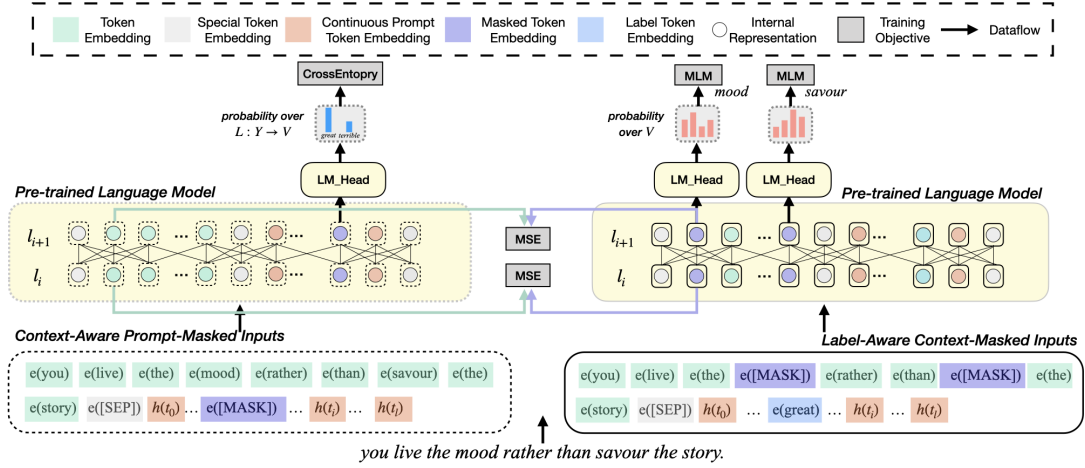 Token Embedding
Special Token Embedding
Continuous Prompt Token Embedding
Masked Token Embedding
Label Token Embedding
Internal Representation
Training Objective
Dataflow
CrossEntopry
MLM
mood
MLM
savour
probability over
L : Y → V
great terrible
probability
over V
LM_Head
LM_Head
LM_Head
Pre-trained Language Model
Pre-trained Language Model
l_{i+1}
...
...
...
MSE
l_{i+1}
...
...
l_i
...
...
...
MSE
l_i
...
...
Context-Aware Prompt-Masked Inputs
Label-Aware Context-Masked Inputs
e(you) e(live) e(the) e(mood) e(rather) e(than) e(savour) e(the)
e(story) e([SEP]) h(t_0) ... e([MASK]) ... h(t_i) ... h(t_l)
e(you) e(live) e(the) e([MASK]) e(rather) e(than) e([MASK]) e(the)
e(story) e([SEP]) h(t_0) ... e(great) ... h(t_i) ... h(t_l)
you live the mood rather than savour the story.